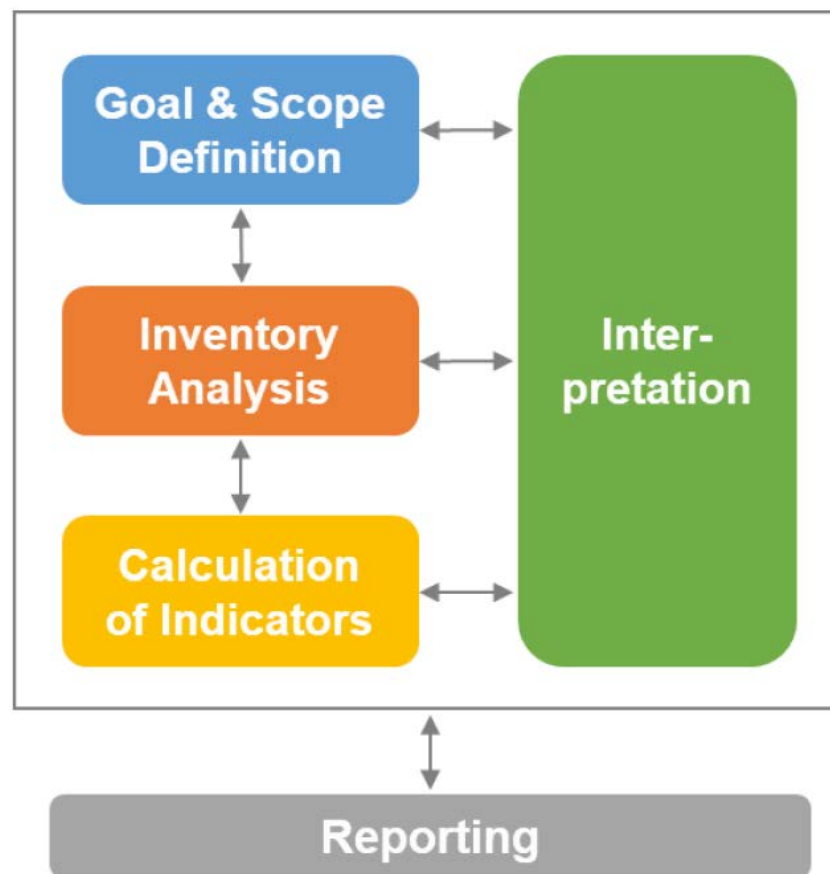 Goal & Scope
Definition
Inventory
Analysis
Calculation
of Indicators
Inter-
pretation
Reporting